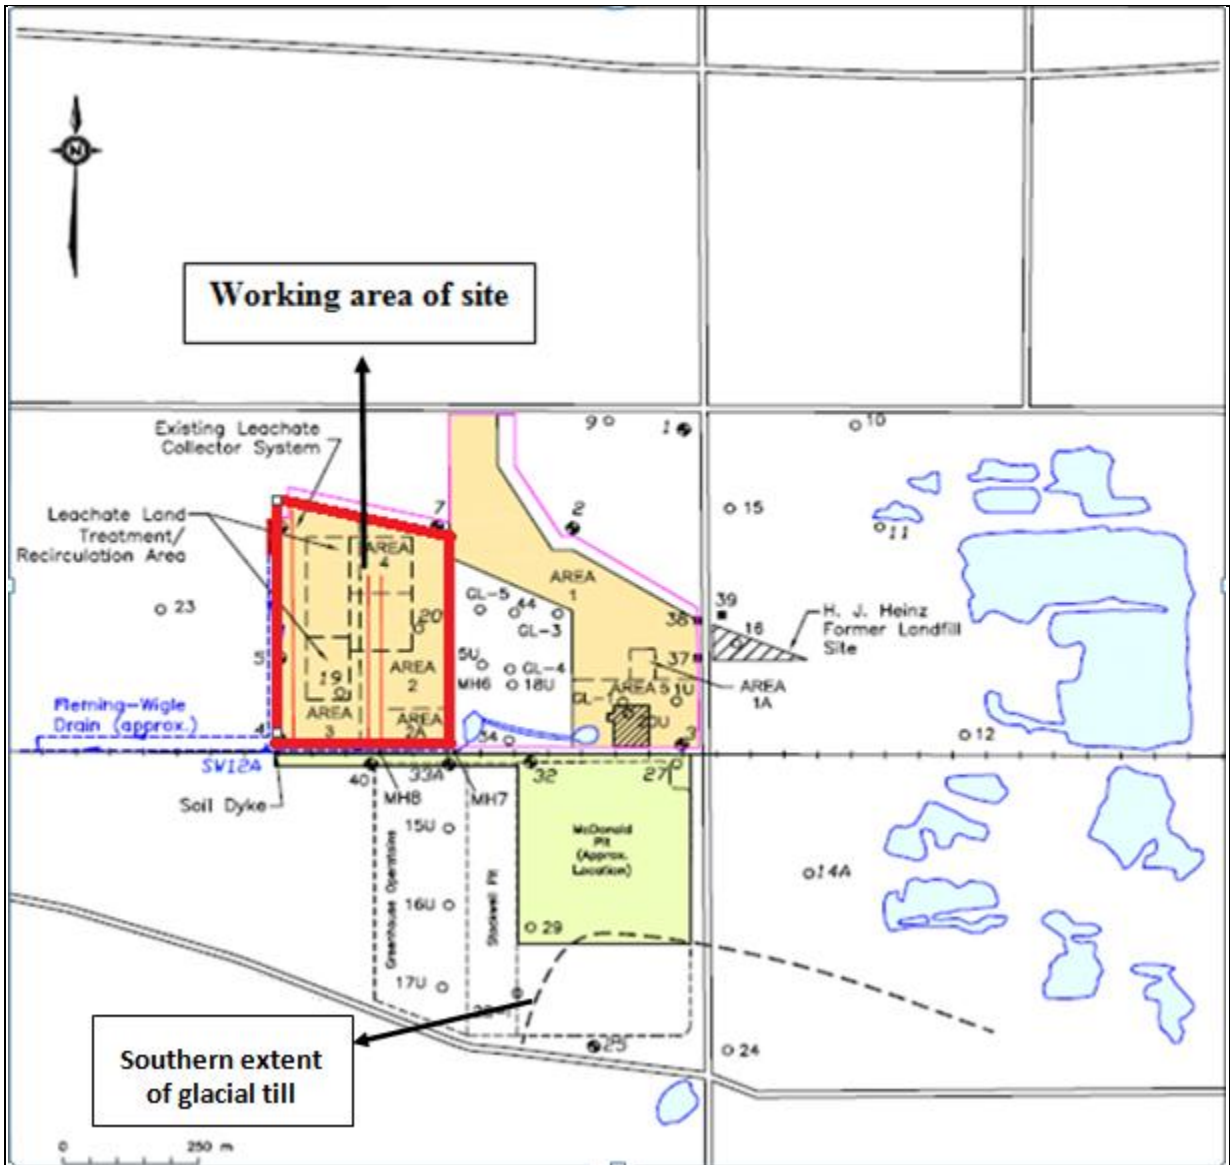 N
Working area of site
Existing Leachate
Collector System
Leachate Land
Treatment/
Recirculation Area
9
1
10
7
2
15
11
AREA
4
AREA
1
23
GL-5
44
GL-3
20
39
38
16
H. J. Heinz
Former Landfill
Site
5
5U
GL-4
37
MH6
18U
19
AREA
2
AREA 5
1U
AREA
1A
GL-1
20U
Fleming-Wigle
Drain (approx.)
AREA
3
AREA
2A
4
34
3
12
SW12A
40
33A
32
27
Soil Dyke
MH8
MH7
15U
McDonald
Pit
(Approx.
Location)
14A
Greenhouse Operations
Stockwell Pit
16U
29
17U
Southern extent
of glacial till
25
24
0
250 m